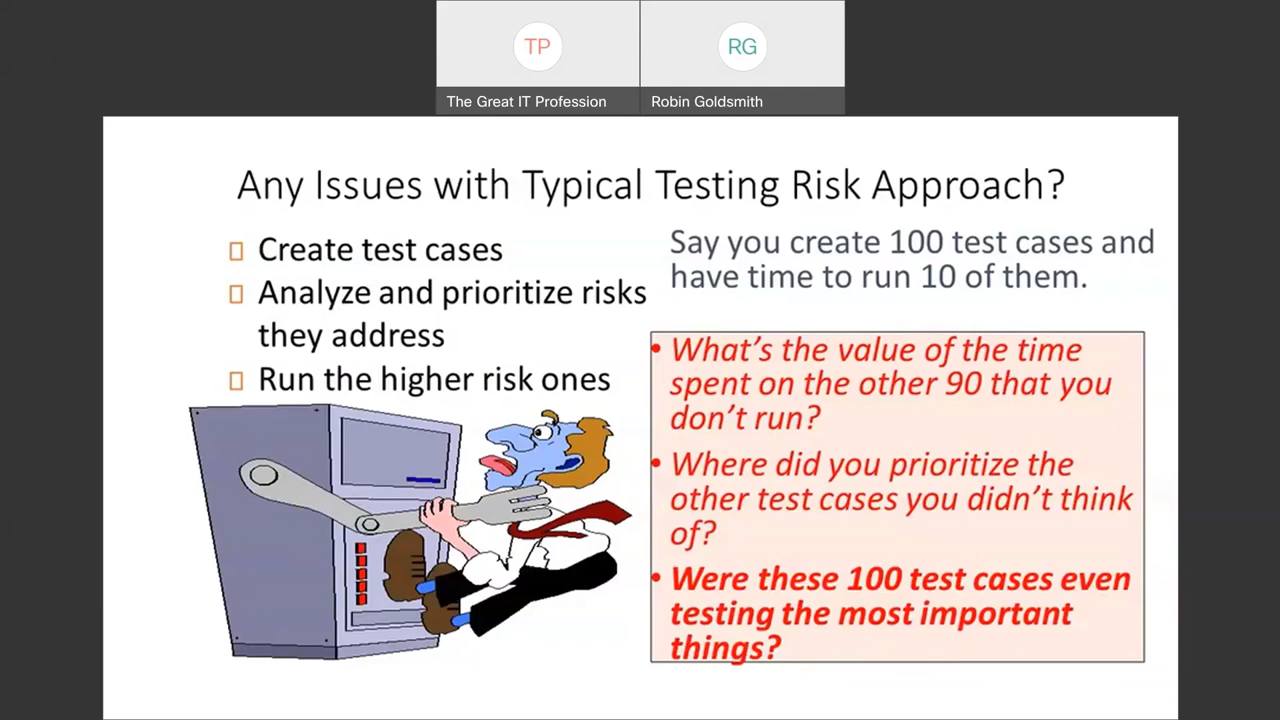 TP
RG
The Great IT Profession
Robin Goldsmith
Any Issues with Typical Testing Risk Approach?
Create test cases
Analyze and prioritize risks
they address
Run the higher risk ones
Say you create 100 test cases and
have time to run 10 of them.
• What’s the value of the time
spent on the other 90 that you
don’t run?
• Where did you prioritize the
other test cases you didn’t think
of?
• Were these 100 test cases even
testing the most important
things?